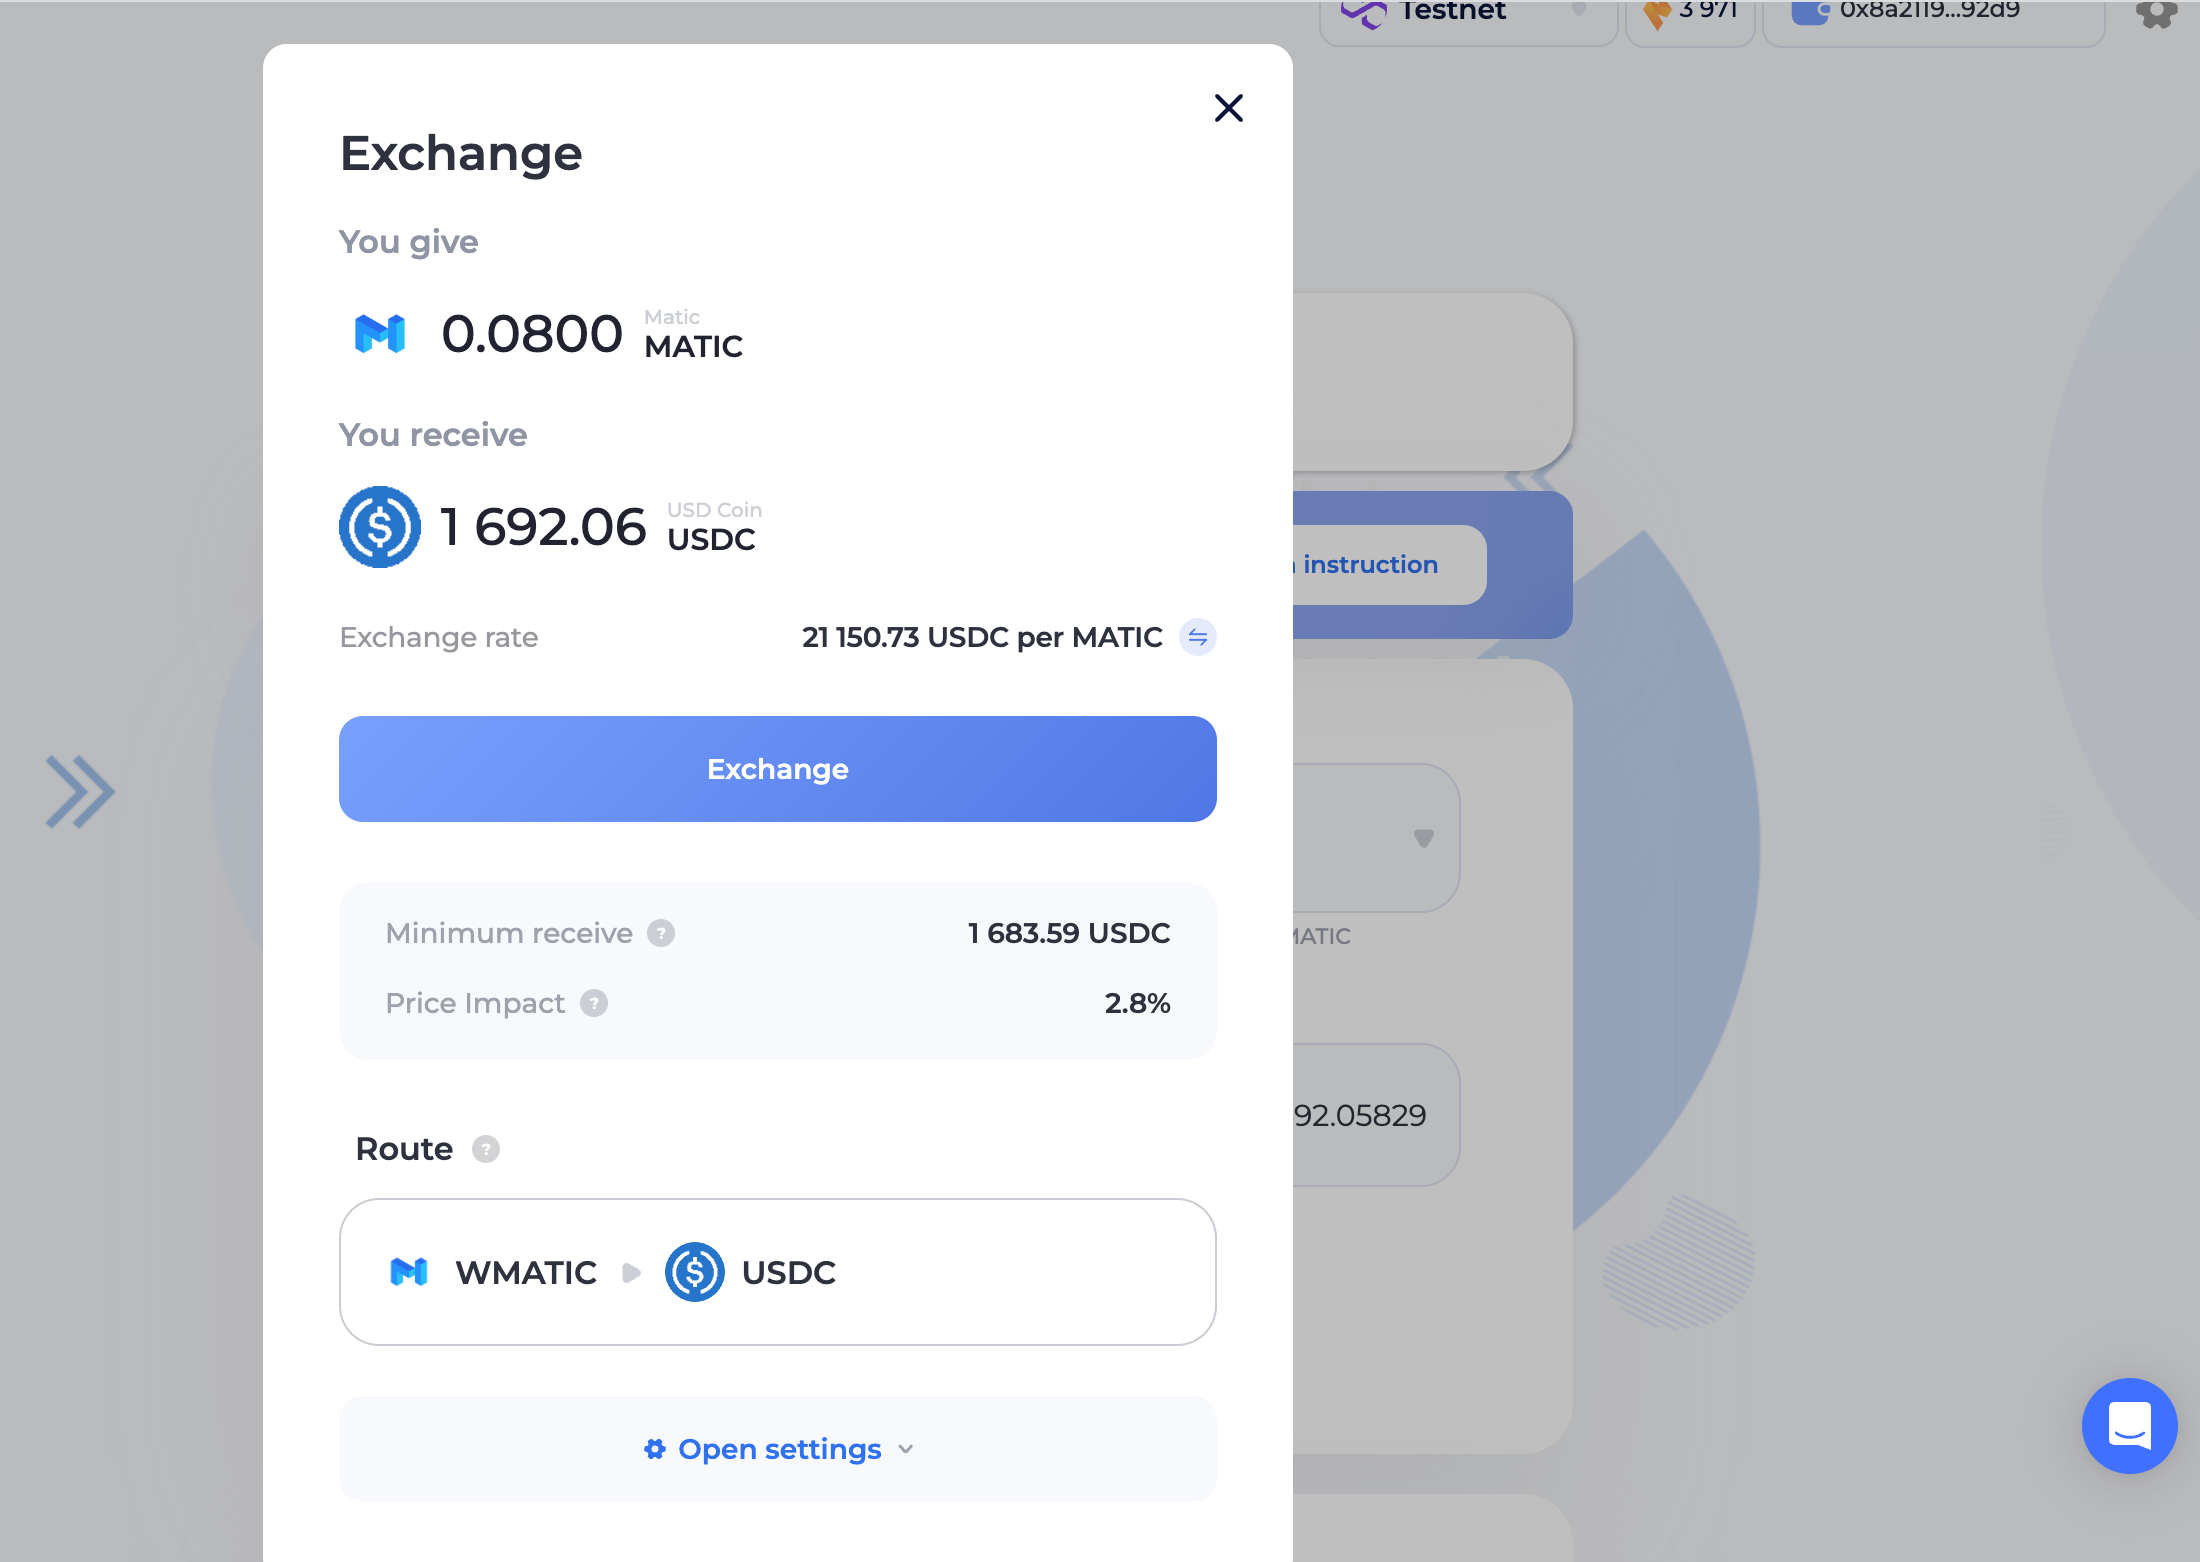 Testnet
3 971
0x8a2119...92d9
Exchange
You give
0.0800
Matic
MATIC
You receive
1 692.06
USD Coin
USDC
instruction
Exchange rate
21 150.73 USDC per MATIC
Exchange
Minimum receive ?
1 683.59 USDC
MATIC
Price Impact ?
2.8%
92.05829
Route ?
WMATIC
USDC
Open settings